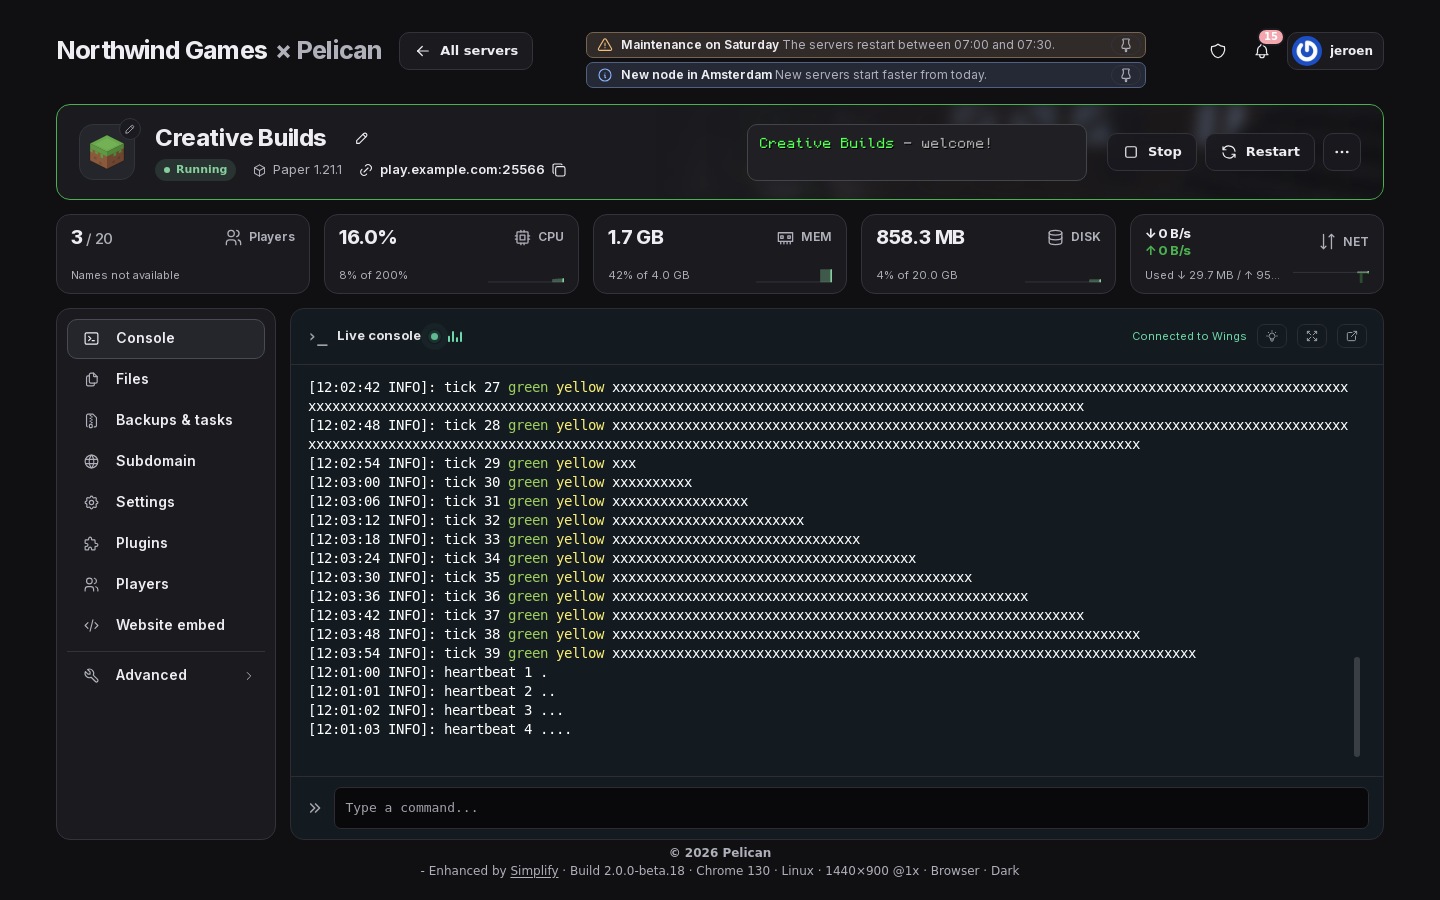 Northwind Games × Pelican
All servers
Maintenance on Saturday The servers restart between 07:00 and 07:30.
New node in Amsterdam New servers start faster from today.
15
jeroen
Creative Builds
Running
Paper 1.21.1
play.example.com:25566
Creative Builds - welcome!
Stop
Restart
3 / 20
Players
Names not available
16.0%
CPU
8% of 200%
1.7 GB
MEM
42% of 4.0 GB
858.3 MB
DISK
4% of 20.0 GB
↓ 0 B/s
↑ 0 B/s
NET
Used ↓ 29.7 MB / ↑ 95...
Console
Files
Backups & tasks
Subdomain
Settings
Plugins
Players
Website embed
Advanced
Live console
Connected to Wings
[12:02:42 INFO]: tick 27 green yellow xxxxxxxxxxxxxxxxxxxxxxxxxxxxxxxxxxxxxxxxxxxxxxxxxxxxxxxxxxxxxxxxxxxxxxxxxxxxxxxxxxxxxxxxxxxx
xxxxxxxxxxxxxxxxxxxxxxxxxxxxxxxxxxxxxxxxxxxxxxxxxxxxxxxxxxxxxxxxxxxxxxxxxxxxxxxxxxxxxxxxxxxxxxxxx
[12:02:48 INFO]: tick 28 green yellow xxxxxxxxxxxxxxxxxxxxxxxxxxxxxxxxxxxxxxxxxxxxxxxxxxxxxxxxxxxxxxxxxxxxxxxxxxxxxxxxxxxxxxxxxxxx
xxxxxxxxxxxxxxxxxxxxxxxxxxxxxxxxxxxxxxxxxxxxxxxxxxxxxxxxxxxxxxxxxxxxxxxxxxxxxxxxxxxxxxxxxxxxxxxxxxxxxxxx
[12:02:54 INFO]: tick 29 green yellow xxx
[12:03:00 INFO]: tick 30 green yellow xxxxxxxxxx
[12:03:06 INFO]: tick 31 green yellow xxxxxxxxxxxxxxxxx
[12:03:12 INFO]: tick 32 green yellow xxxxxxxxxxxxxxxxxxxxxxxx
[12:03:18 INFO]: tick 33 green yellow xxxxxxxxxxxxxxxxxxxxxxxxxxxxxxx
[12:03:24 INFO]: tick 34 green yellow xxxxxxxxxxxxxxxxxxxxxxxxxxxxxxxxxxxxxx
[12:03:30 INFO]: tick 35 green yellow xxxxxxxxxxxxxxxxxxxxxxxxxxxxxxxxxxxxxxxxxxxxx
[12:03:36 INFO]: tick 36 green yellow xxxxxxxxxxxxxxxxxxxxxxxxxxxxxxxxxxxxxxxxxxxxxxxxxxxx
[12:03:42 INFO]: tick 37 green yellow xxxxxxxxxxxxxxxxxxxxxxxxxxxxxxxxxxxxxxxxxxxxxxxxxxxxxxxxxxx
[12:03:48 INFO]: tick 38 green yellow xxxxxxxxxxxxxxxxxxxxxxxxxxxxxxxxxxxxxxxxxxxxxxxxxxxxxxxxxxxxxxxxxx
[12:03:54 INFO]: tick 39 green yellow xxxxxxxxxxxxxxxxxxxxxxxxxxxxxxxxxxxxxxxxxxxxxxxxxxxxxxxxxxxxxxxxxxxxxxxxx
[12:01:00 INFO]: heartbeat 1 .
[12:01:01 INFO]: heartbeat 2 ..
[12:01:02 INFO]: heartbeat 3 ...
[12:01:03 INFO]: heartbeat 4 ....
Type a command...
© 2026 Pelican
- Enhanced by Simplify · Build 2.0.0-beta.18 · Chrome 130 · Linux · 1440×900 @1x · Browser · Dark